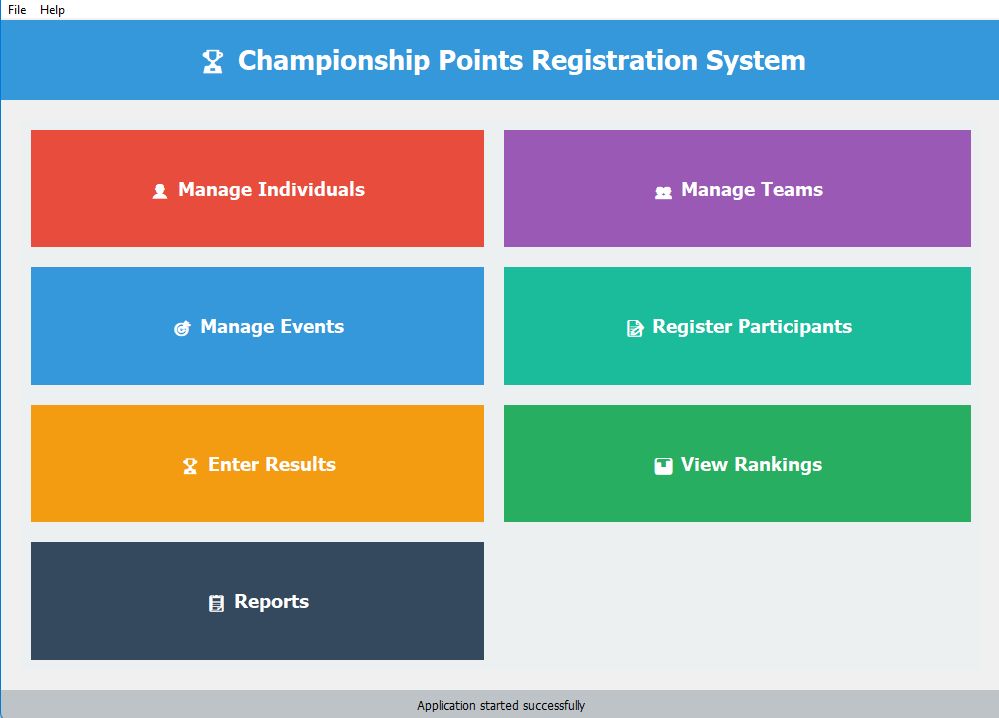 File Help
Championship Points Registration System
Manage Individuals
Manage Teams
Manage Events
Register Participants
Enter Results
View Rankings
Reports
Application started successfully